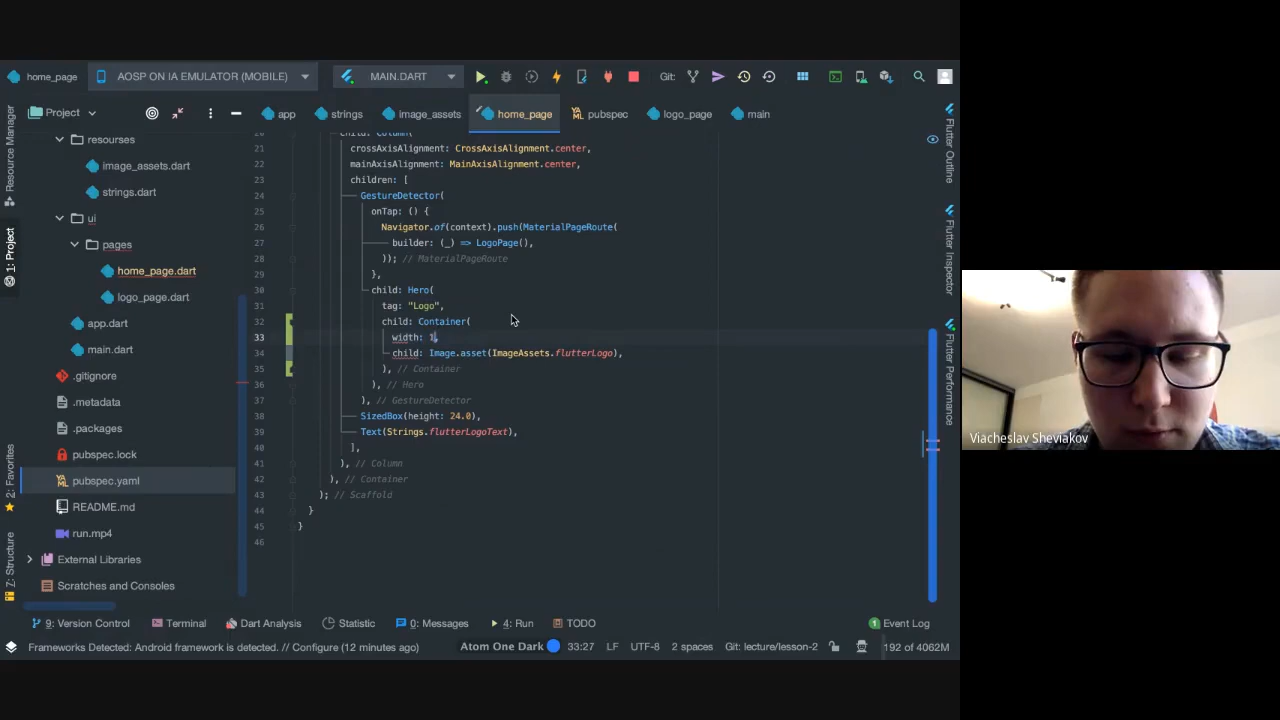 home_page
AOSP ON IA EMULATOR (MOBILE)
MAIN.DART
Git:
Project
app
strings
image_assets
home_page
pubspec
logo_page
main
Resource Manager
1: Project
2: Favorites
7: Structure
resourses
image_assets.dart
strings.dart
ui
pages
home_page.dart
logo_page.dart
app.dart
main.dart
.gitignore
.metadata
.packages
pubspec.lock
pubspec.yaml
README.md
run.mp4
External Libraries
Scratches and Consoles
20 child: Column(
21 crossAxisAlignment: CrossAxisAlignment.center,
22 mainAxisAlignment: MainAxisAlignment.center,
23 children: [
24 GestureDetector(
25 onTap: () {
26 Navigator.of(context).push(MaterialPageRoute(
27 builder: (_) => LogoPage(),
28 )); // MaterialPageRoute
29 },
30 child: Hero(
31 tag: "Logo",
32 child: Container(
33 width: 1,
34 child: Image.asset(ImageAssets.flutterLogo),
35 ), // Container
36 ), // Hero
37 ), // GestureDetector
38 SizedBox(height: 24.0),
39 Text(Strings.flutterLogoText),
40 ],
41 ), // Column
42 ), // Container
43 ); // Scaffold
44 }
45 }
46
Flutter Outline
Flutter Inspector
Flutter Performance
Viacheslav Sheviakov
9: Version Control
Terminal
Dart Analysis
Statistic
0: Messages
4: Run
TODO
1 Event Log
Frameworks Detected: Android framework is detected. // Configure (12 minutes ago)
Atom One Dark
33:27
LF
UTF-8
2 spaces
Git: lecture/lesson-2
192 of 4062M